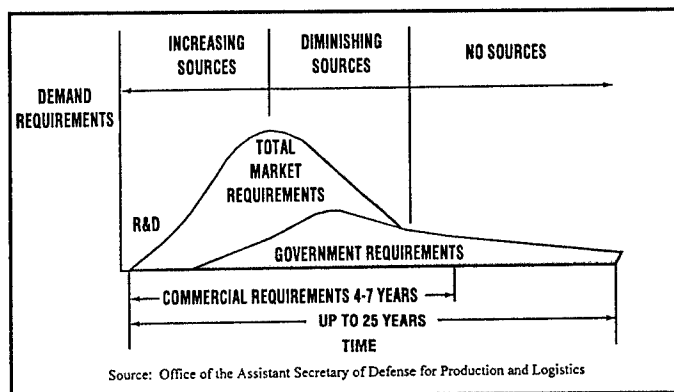 INCREASING
SOURCES
DIMINISHING
SOURCES
NO SOURCES
DEMAND
REQUIREMENTS
TOTAL
MARKET
REQUIREMENTS
R&D
GOVERNMENT REQUIREMENTS
COMMERCIAL REQUIREMENTS 4-7 YEARS
UP TO 25 YEARS
TIME
Source: Office of the Assistant Secretary of Defense for Production and Logistics